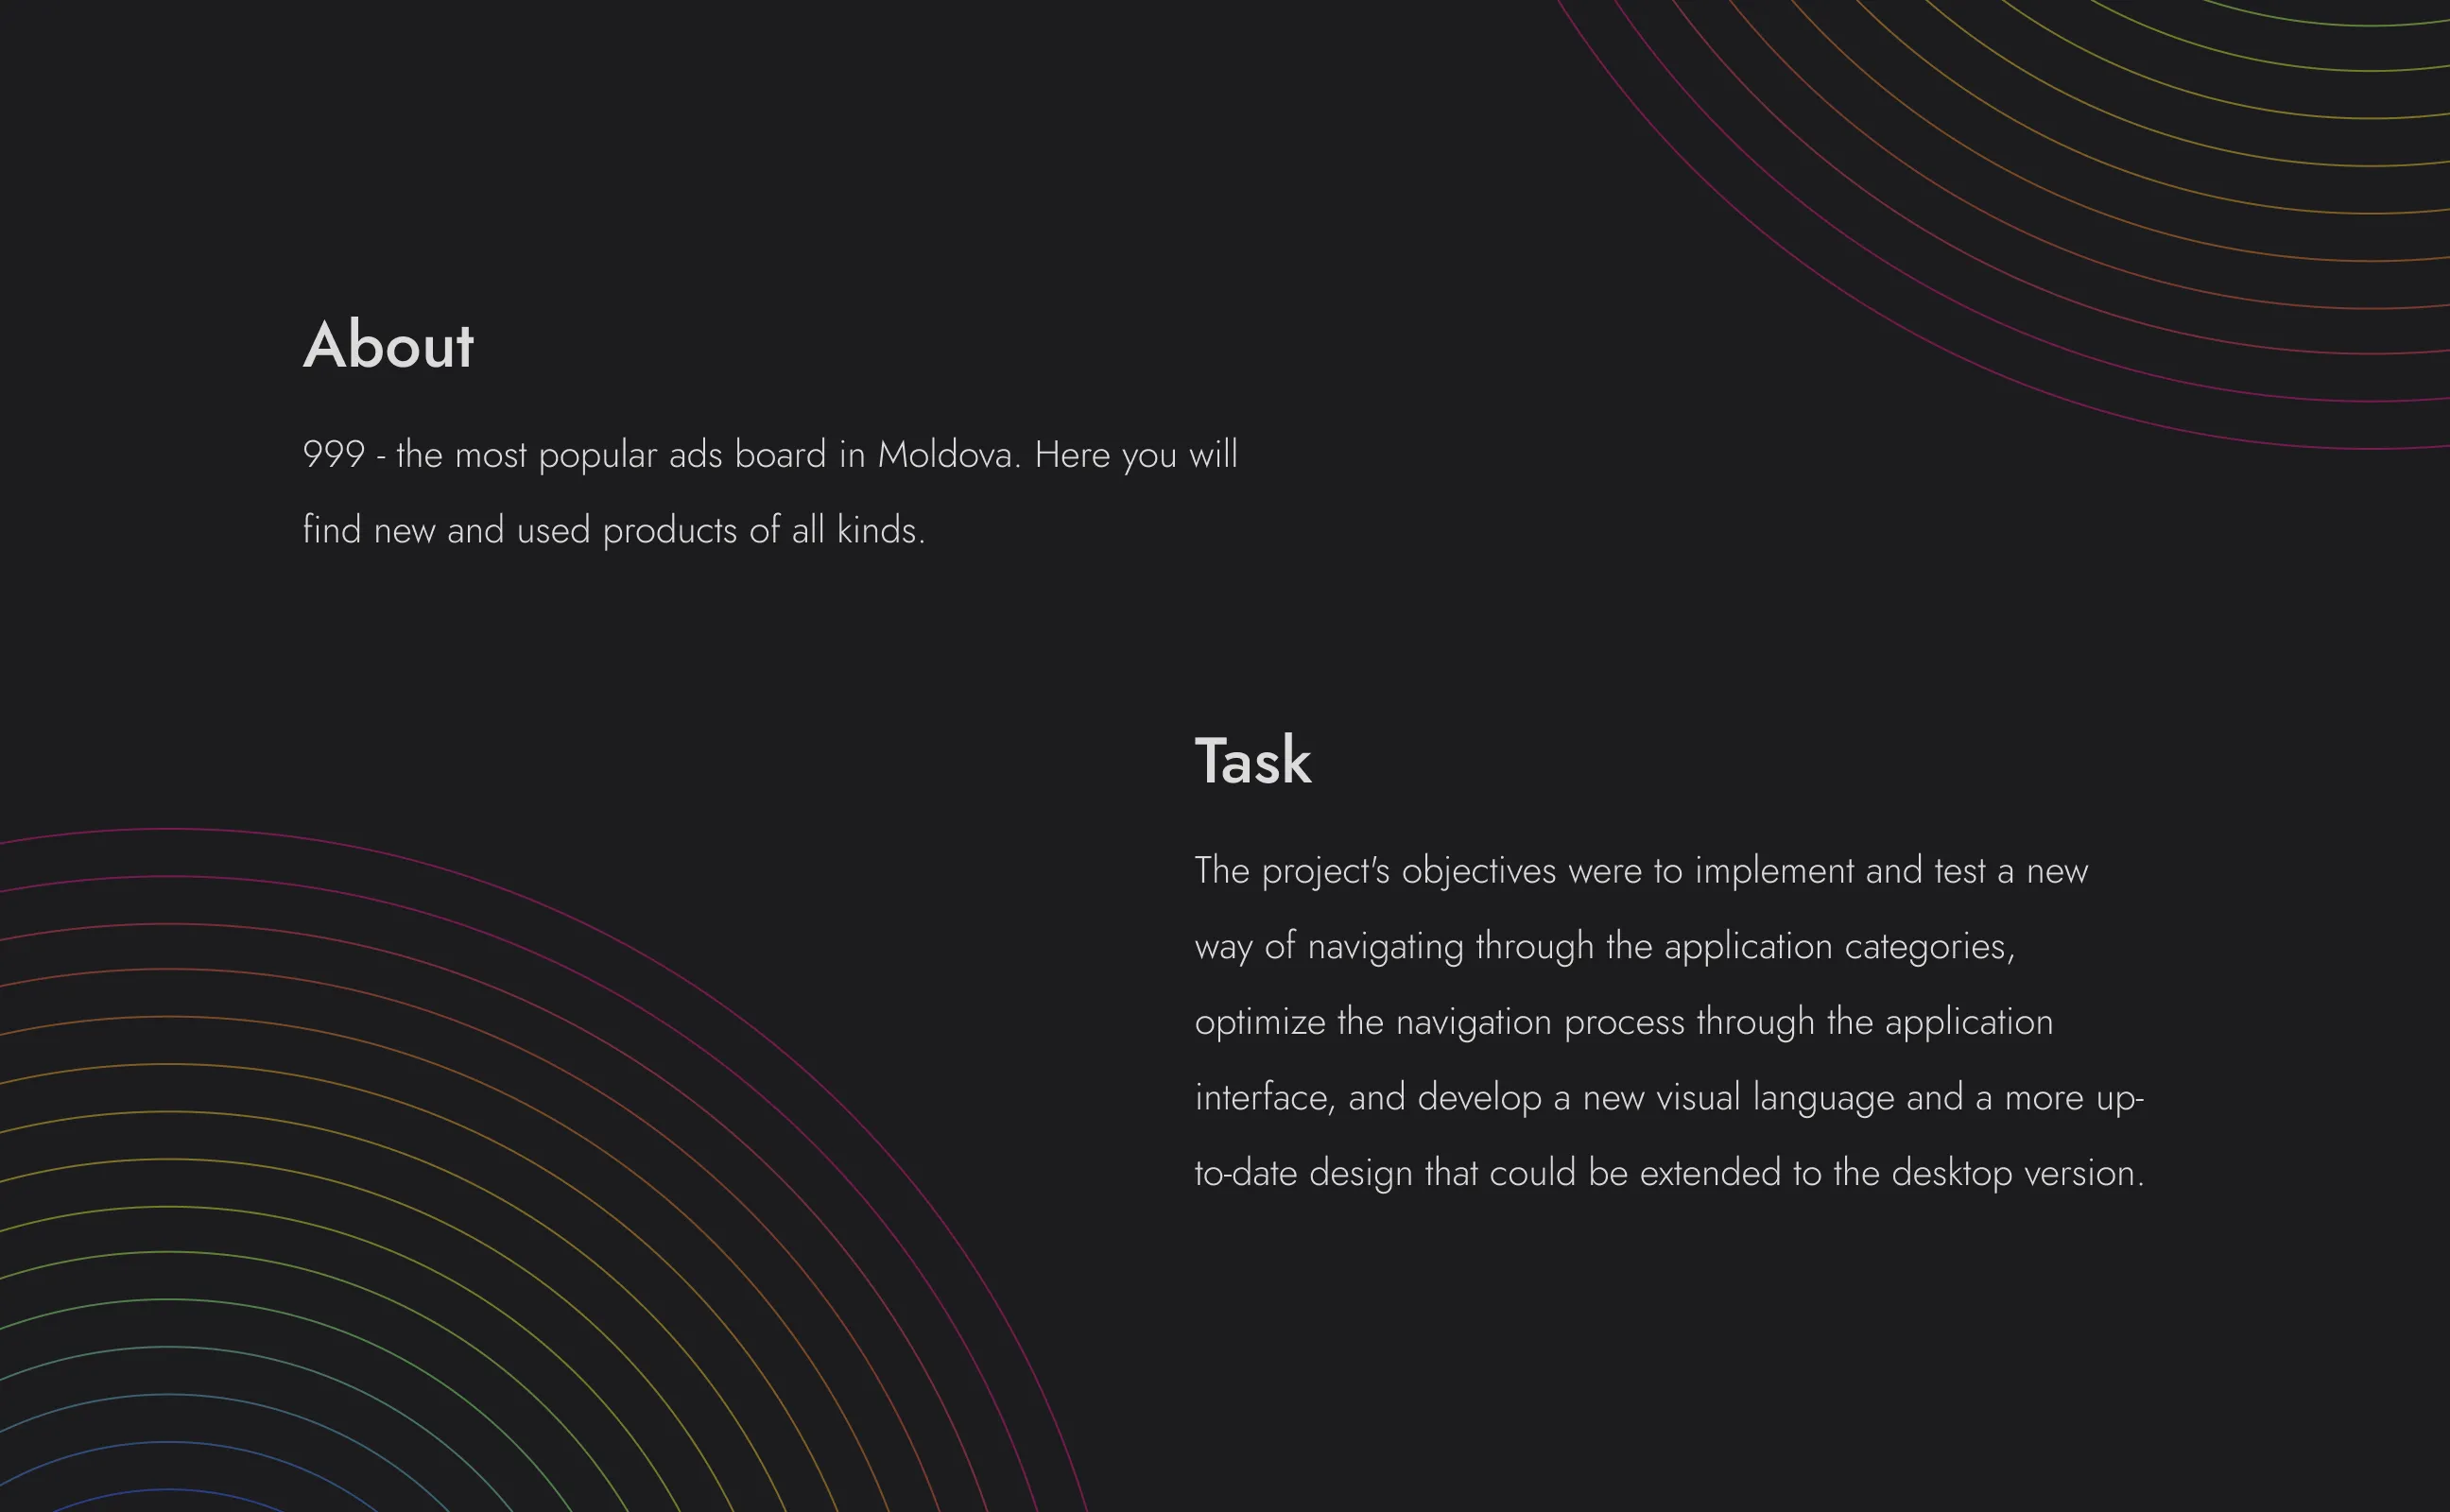 About
999 - the most popular ads board in Moldova. Here you will
find new and used products of all kinds.
Task
The project's objectives were to implement and test a new
way of navigating through the application categories,
optimize the navigation process through the application
interface, and develop a new visual language and a more up-
to-date design that could be extended to the desktop version.